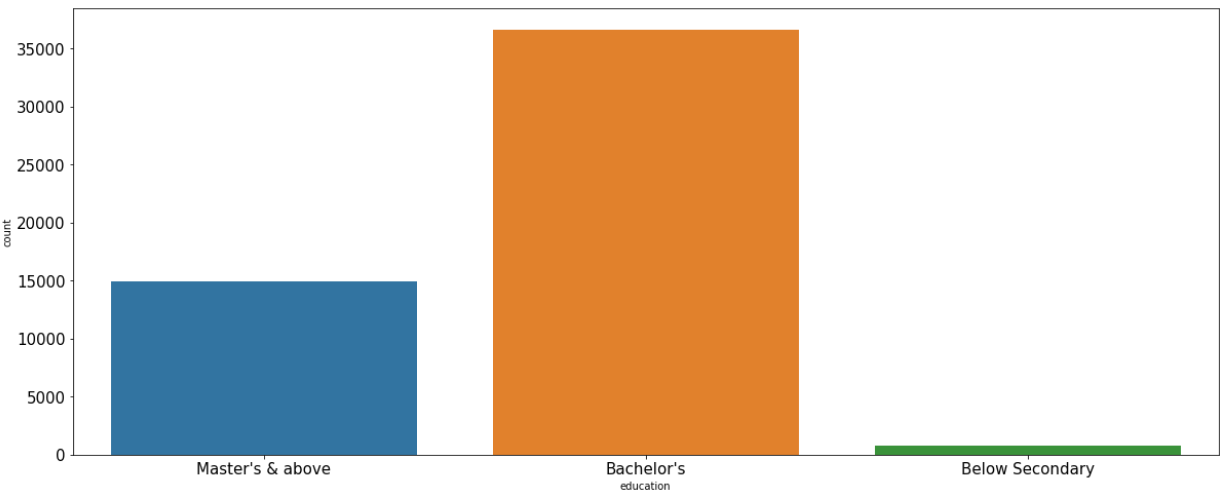 35000
30000
25000
20000
15000
10000
5000
0
count
Master's & above
Bachelor's
Below Secondary
education